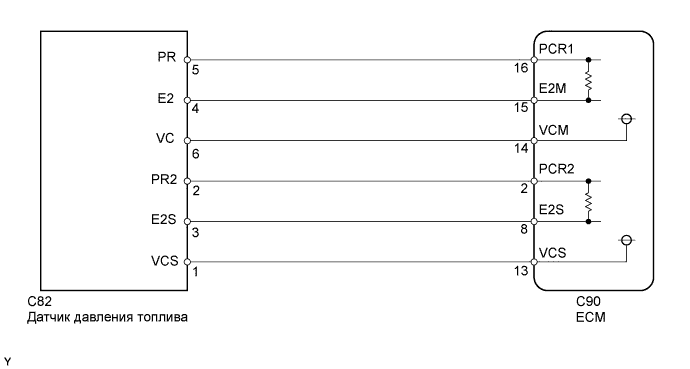 PR 5 16 PCR1
E2 4 15 E2M
VC 6 14 VCM
PR2 2 2 PCR2
E2S 3 8 E2S
VCS 1 13 VCS
C82 C90
Датчик давления топлива ECM
Y